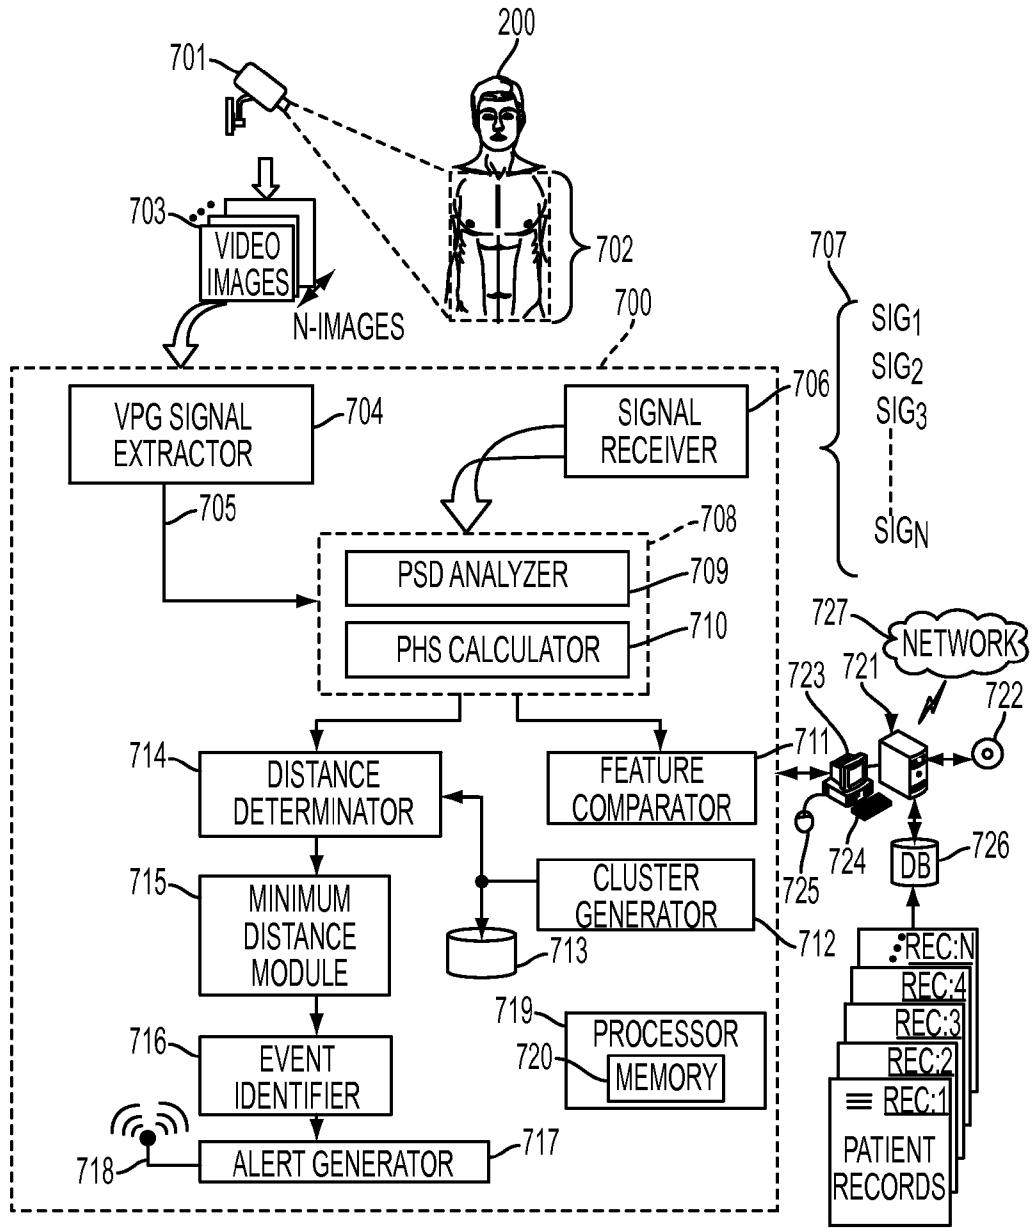 200
701
703
VIDEO
IMAGES
N-IMAGES
702
707
SIG1
SIG2
SIG3
SIGN
700
VPG SIGNAL
EXTRACTOR
704
SIGNAL
RECEIVER
706
705
708
PSD ANALYZER
709
PHS CALCULATOR
710
727
NETWORK
721
723
722
714
DISTANCE
DETERMINATOR
711
FEATURE
COMPARATOR
724
725
DB
726
715
MINIMUM
DISTANCE
MODULE
CLUSTER
GENERATOR
712
713
REC:N
REC:4
REC:3
REC:2
REC:1
PATIENT
RECORDS
719
PROCESSOR
720
MEMORY
716
EVENT
IDENTIFIER
717
ALERT GENERATOR
718